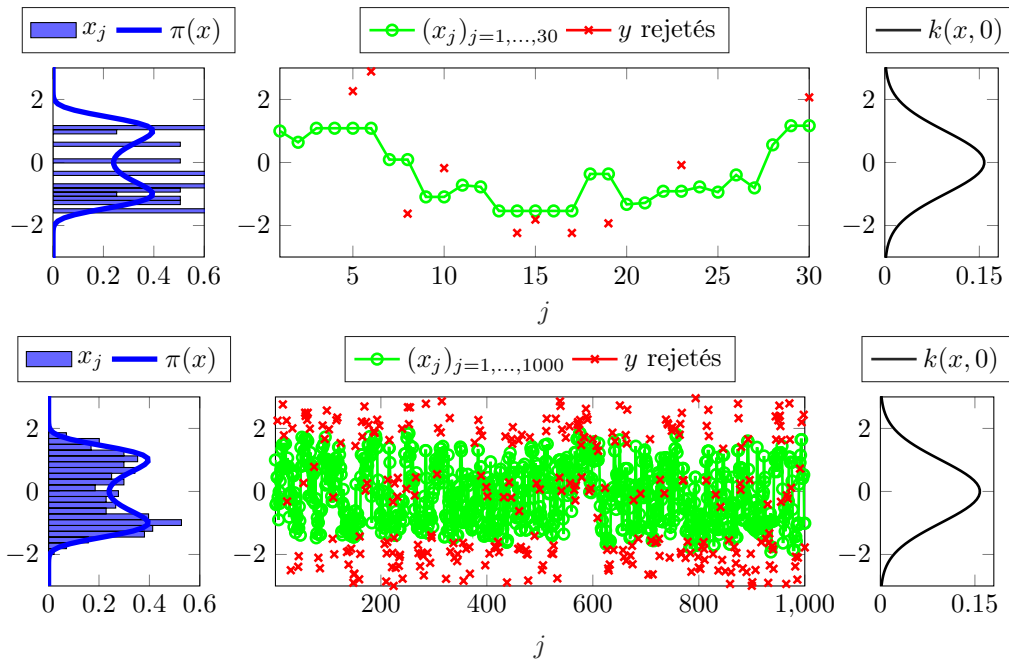 x_j π(x)
(x_j)_{j=1,...,30} y rejetés
k(x,0)
2
0
−2
0 0.2 0.4 0.6
2
0
−2
5 10 15 20 25 30
j
2
0
−2
0 0.15
x_j π(x)
(x_j)_{j=1,...,1000} y rejetés
k(x,0)
2
0
−2
0 0.2 0.4 0.6
2
0
−2
200 400 600 800 1,000
j
2
0
−2
0 0.15